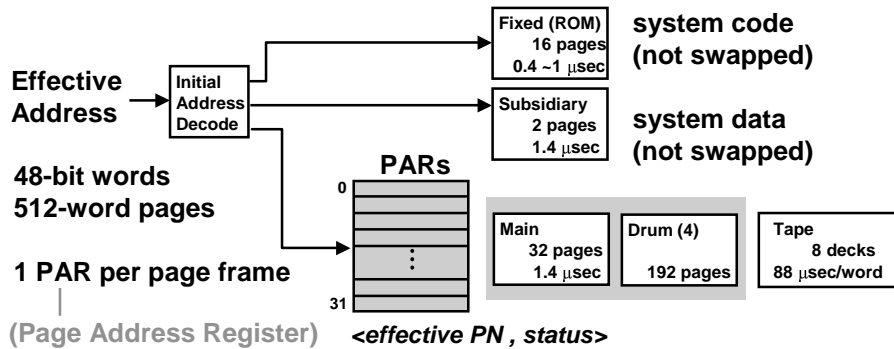 Effective
Address
Initial
Address
Decode
Fixed (ROM)
16 pages
0.4 ~1 μsec
system code
(not swapped)
Subsidiary
2 pages
1.4 μsec
system data
(not swapped)
48-bit words
512-word pages
1 PAR per page frame
(Page Address Register)
PARs
0
31
<effective PN , status>
Main
32 pages
1.4 μsec
Drum (4)
192 pages
Tape
8 decks
88 μsec/word